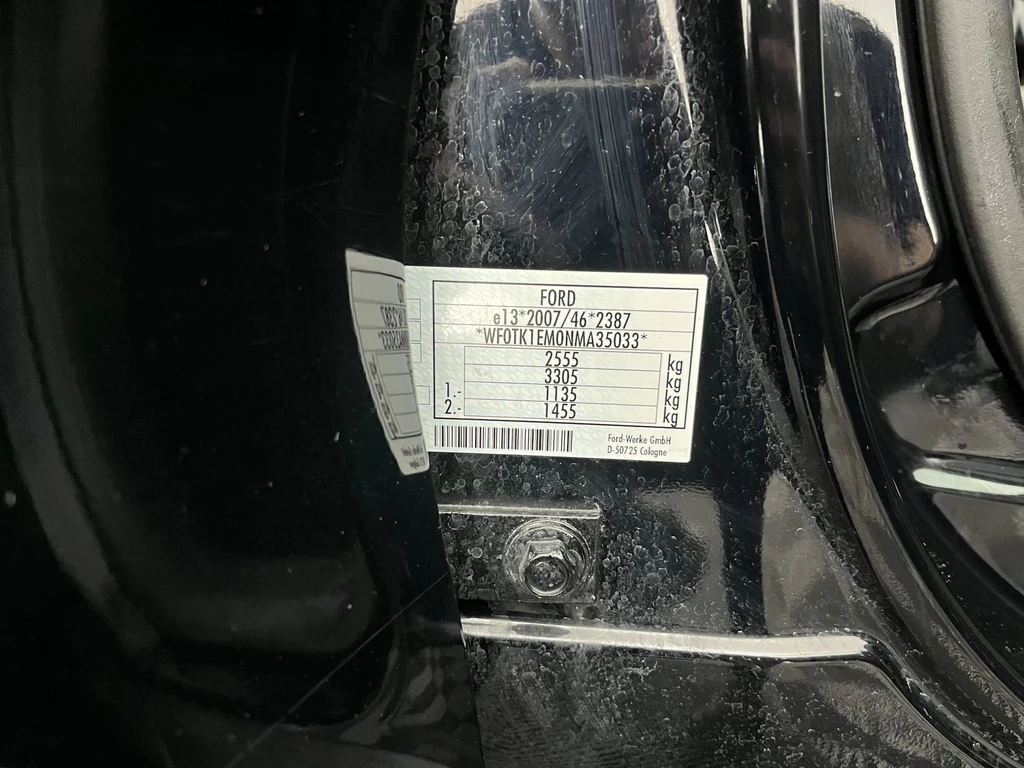 FORD
e13*2007/46*2387
*WF0TK1EM0NMA35033*
2555 kg
3305 kg
1.- 1135 kg
2.- 1455 kg
Ford-Werke GmbH
D-50725 Cologne